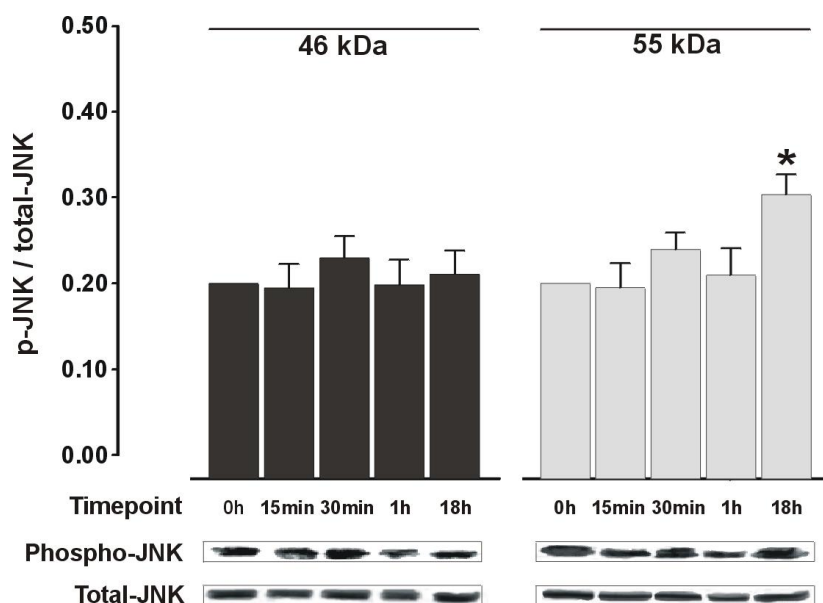 46 kDa 55 kDa
0.50
0.40
0.30
0.20
0.10
0.00
p-JNK / total-JNK
*
Timepoint 0h 15min 30min 1h 18h 0h 15min 30min 1h 18h
Phospho-JNK
Total-JNK